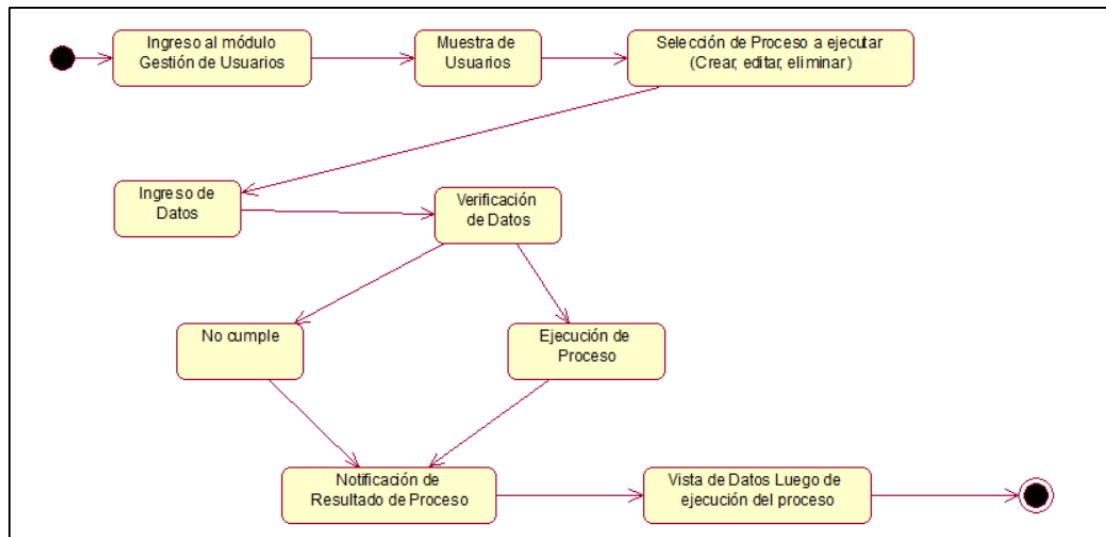 Ingreso al módulo
Gestión de Usuarios
Muestra de
Usuarios
Selección de Proceso a ejecutar
(Crear, editar, eliminar)
Ingreso de
Datos
Verificación
de Datos
No cumple
Ejecución de
Proceso
Notificación de
Resultado de Proceso
Vista de Datos Luego de
ejecución del proceso